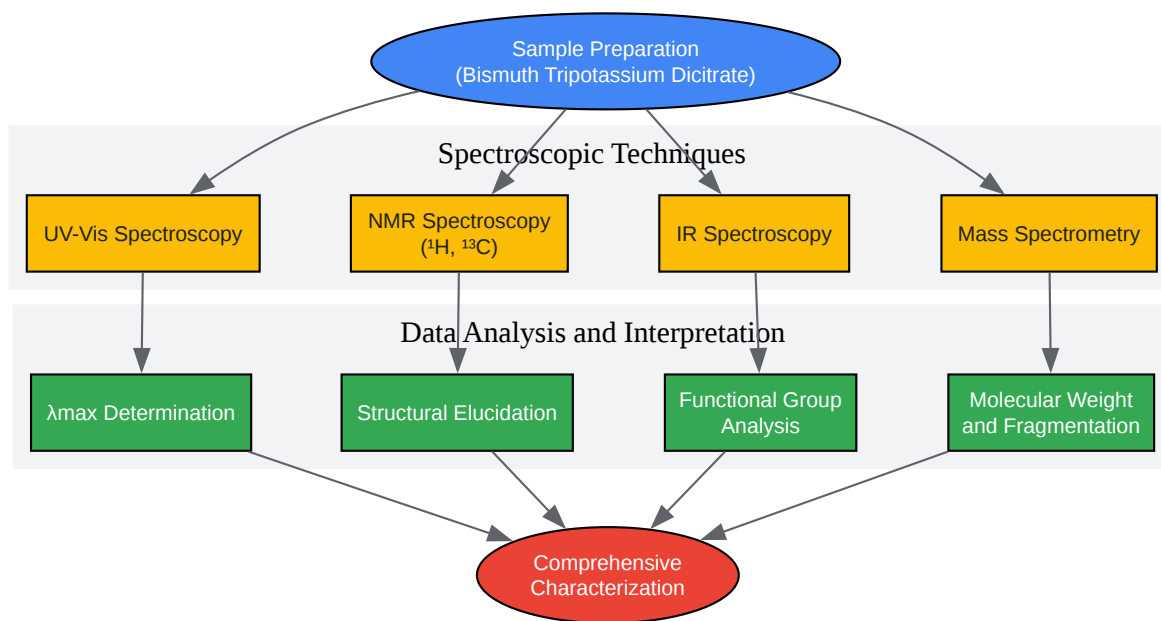 Sample Preparation
(Bismuth Tripotassium Dicitrate)
Spectroscopic Techniques
UV-Vis Spectroscopy
NMR Spectroscopy
(¹H, ¹³C)
IR Spectroscopy
Mass Spectrometry
Data Analysis and Interpretation
λmax Determination
Structural Elucidation
Functional Group
Analysis
Molecular Weight
and Fragmentation
Comprehensive
Characterization